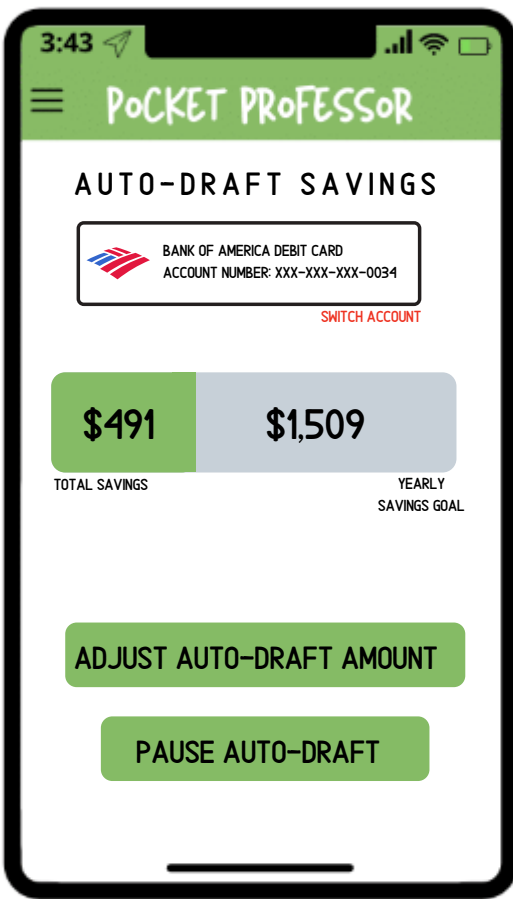 3:43
POCKET PROFESSOR
AUTO-DRAFT SAVINGS
BANK OF AMERICA DEBIT CARD
ACCOUNT NUMBER: XXX-XXX-XXX-0034
SWITCH ACCOUNT
$491 $1,509
TOTAL SAVINGS YEARLY
SAVINGS GOAL
ADJUST AUTO-DRAFT AMOUNT
PAUSE AUTO-DRAFT